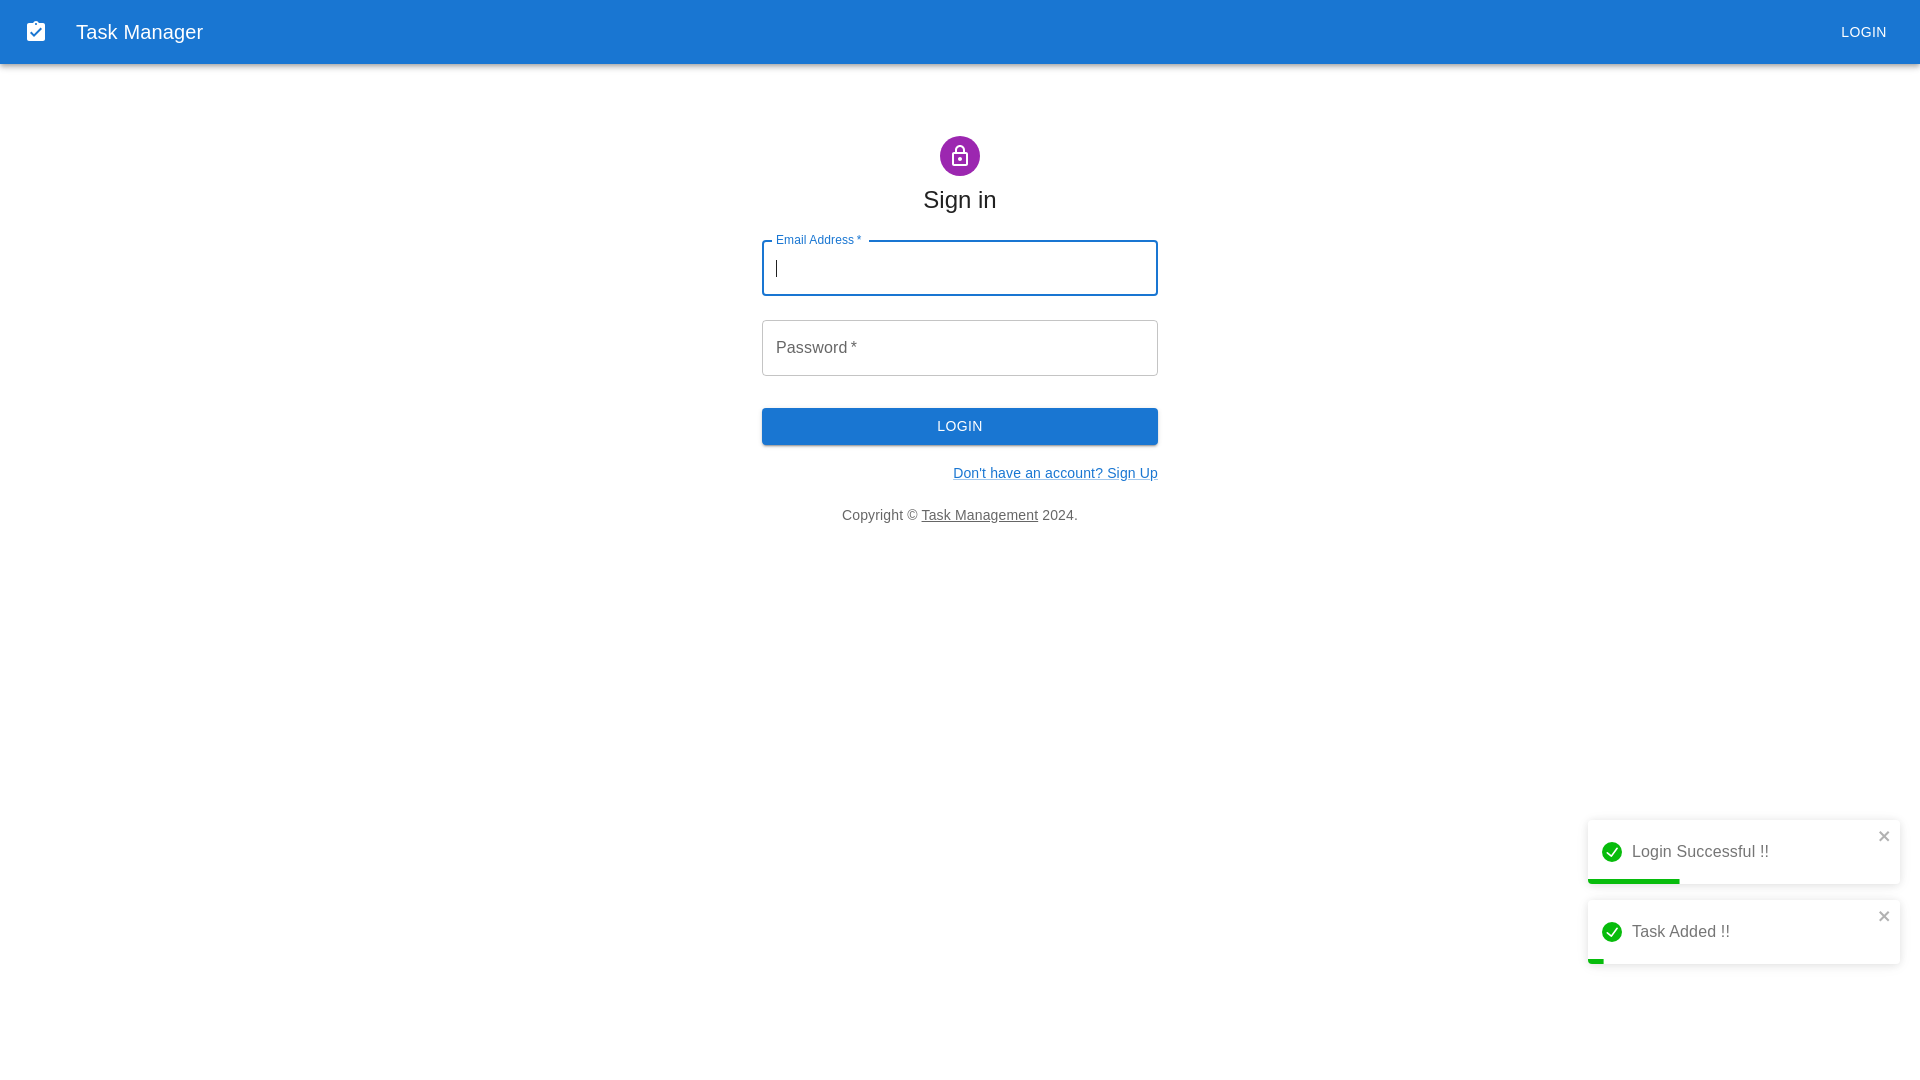 Task Manager
LOGIN
Sign in
Email Address *
Password *
LOGIN
Don't have an account? Sign Up
Copyright © Task Management 2024.
Login Successful !!
Task Added !!